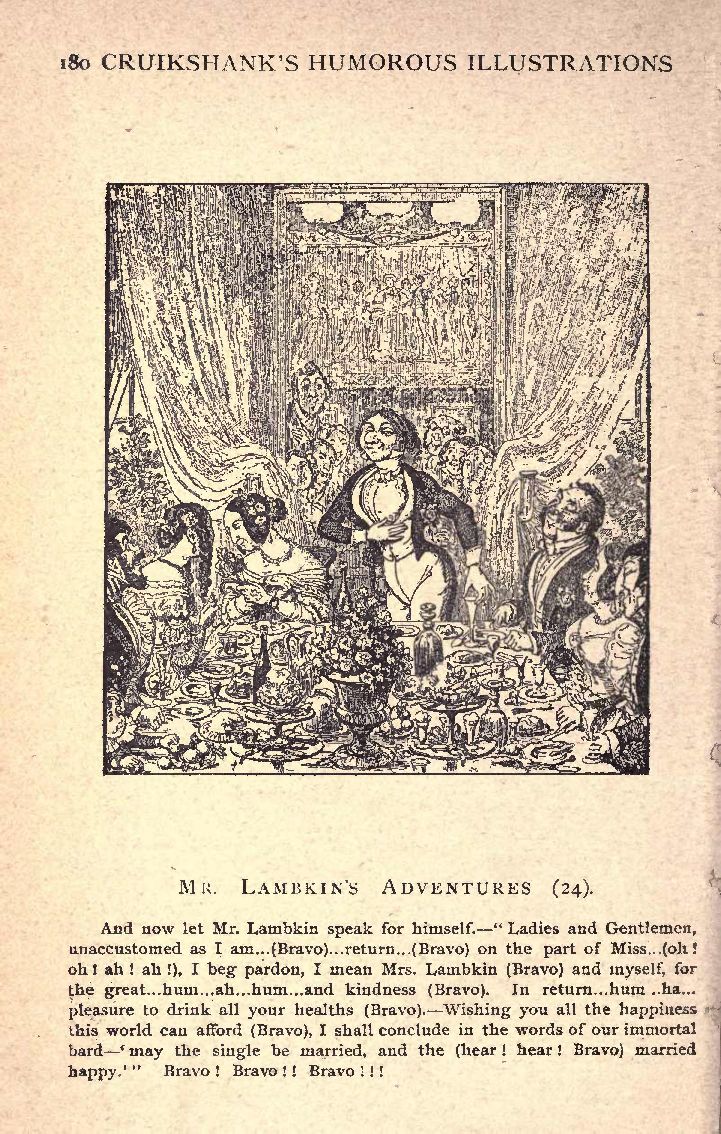 180 CRUIKSHANK'S HUMOROUS ILLUSTRATIONS
MR. LAMBKIN'S ADVENTURES (24).
And now let Mr. Lambkin speak for himself.—“ Ladies and Gentlemen,
unaccustomed as I am...(Bravo)...return...(Bravo) on the part of Miss...(oh !
oh ! ah ! ah !), I beg pardon, I mean Mrs. Lambkin (Bravo) and myself, for
the great...hum...ah...hum...and kindness (Bravo). In return...hum...ha...
pleasure to drink all your healths (Bravo).—Wishing you all the happiness
this world can afford (Bravo), I shall conclude in the words of our immortal
bard—‘ may the single be married, and the (hear ! hear ! Bravo) married
happy.’ ” Bravo ! Bravo ! ! Bravo ! ! !